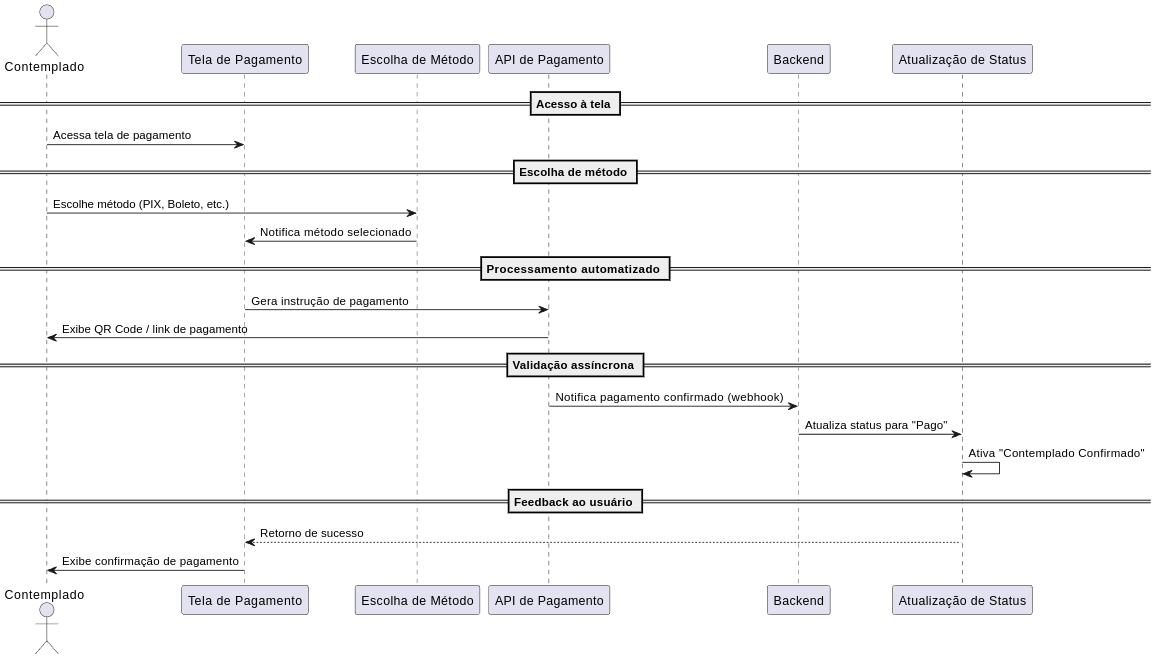 Contemplado
Tela de Pagamento
Escolha de Método
API de Pagamento
Backend
Atualização de Status
Acesso à tela
Acessa tela de pagamento
Escolha de método
Escolhe método (PIX, Boleto, etc.)
Notifica método selecionado
Processamento automatizado
Gera instrução de pagamento
Exibe QR Code / link de pagamento
Validação assíncrona
Notifica pagamento confirmado (webhook)
Atualiza status para "Pago"
Ativa "Contemplado Confirmado"
Feedback ao usuário
Retorno de sucesso
Exibe confirmação de pagamento
Contemplado
Tela de Pagamento
Escolha de Método
API de Pagamento
Backend
Atualização de Status